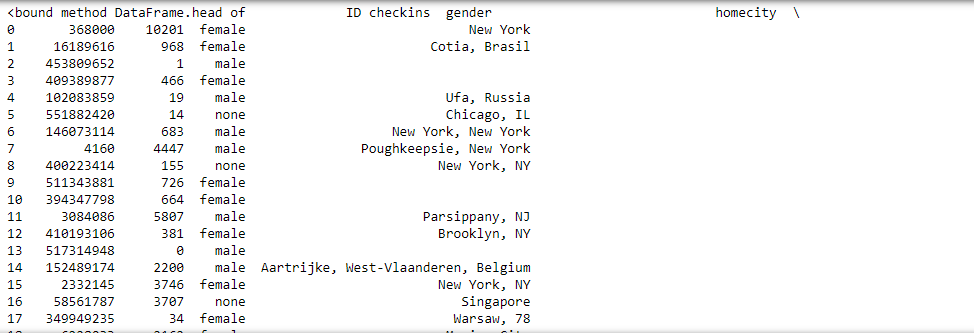 <bound method DataFrame.head of ID checkins gender homecity \
0 368000 10201 female New York
1 16189616 968 female Cotia, Brasil
2 453809652 1 male
3 409389877 466 female
4 102083859 19 male Ufa, Russia
5 551882420 14 none Chicago, IL
6 146073114 683 male New York, New York
7 4160 4447 male Poughkeepsie, New York
8 400223414 155 none New York, NY
9 511343881 726 female
10 394347798 664 female
11 3084086 5807 male Parsippany, NJ
12 410193106 381 female Brooklyn, NY
13 517314948 0 male
14 152489174 2200 male Aartrijke, West-Vlaanderen, Belgium
15 2332145 3746 female New York, NY
16 58561787 3707 none Singapore
17 349949235 34 female Warsaw, 78